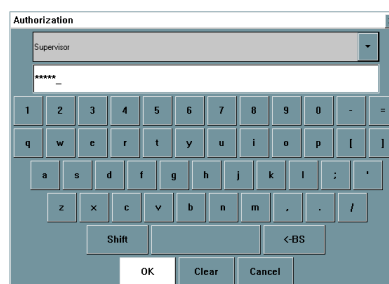 Authorization
Supervisor
*****_
1 2 3 4 5 6 7 8 9 0 - =
q w e r t y u i o p [ ]
a s d f g h j k l ; '
z x c v b n m , . /
Shift <-BS
OK Clear Cancel